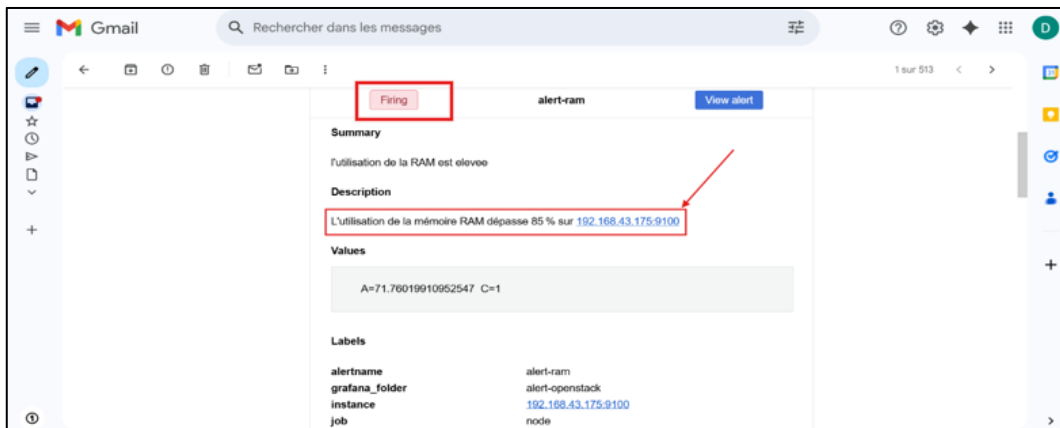 Gmail
Rechercher dans les messages
D
1 sur 513
Firing alert-ram View alert
Summary
l'utilisation de la RAM est elevee
Description
L'utilisation de la mémoire RAM dépasse 85 % sur 192.168.43.175:9100
Values
A=71.76019910952547 C=1
Labels
alertname alert-ram
grafana_folder alert-openstack
instance 192.168.43.175:9100
job node